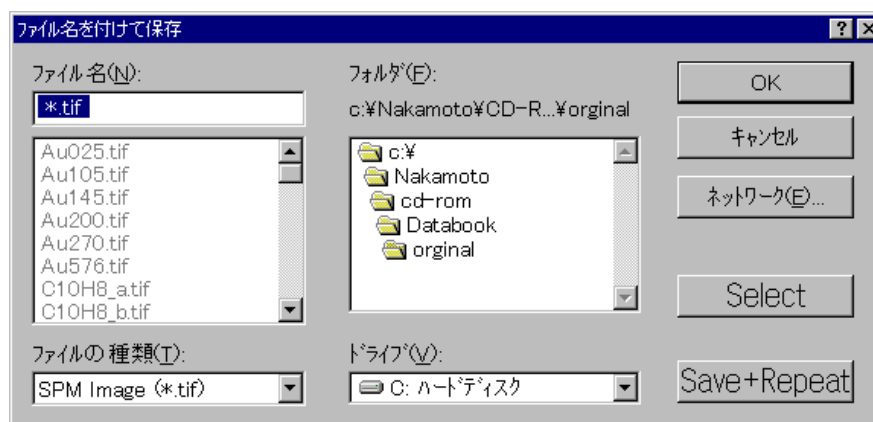 ファイル名を付けて保存
ファイル名(N):
*.tif
Au025.tif
Au105.tif
Au145.tif
Au200.tif
Au270.tif
Au576.tif
C10H8_a.tif
C10H8_b.tif
ファイルの種類(T):
SPM Image (*.tif)
フォルダ(F):
c:¥Nakamoto¥CD-R...¥orginal
c:¥
Nakamoto
cd-rom
Databook
orginal
ドライブ(V):
C: ハードディスク
OK
キャンセル
ネットワーク(E)...
Select
Save+Repeat